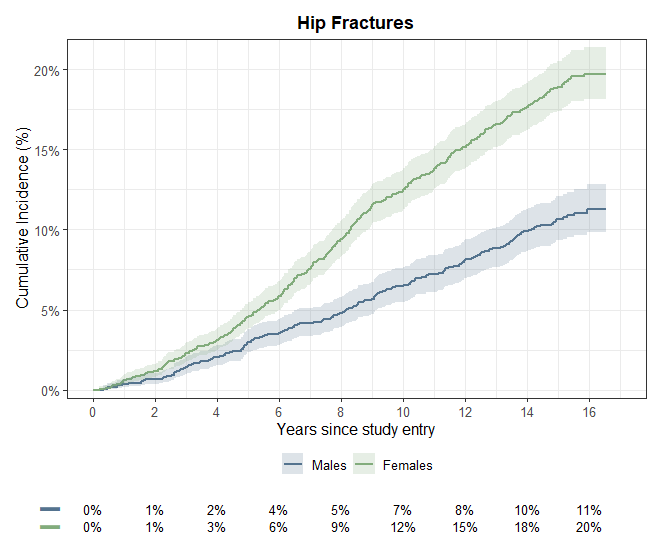 Hip Fractures
Cumulative Incidence (%)
20%
15%
10%
5%
0%
0 2 4 6 8 10 12 14 16
Years since study entry
Males Females
0% 1% 2% 4% 5% 7% 8% 10% 11%
0% 1% 3% 6% 9% 12% 15% 18% 20%